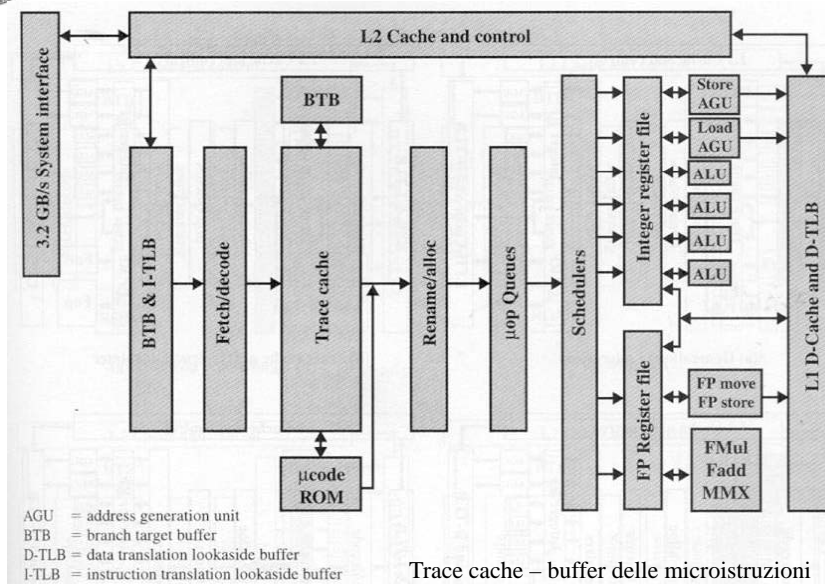 L2 Cache and control
3.2 GB/s System interface
BTB
Store
AGU
Load
AGU
ALU
ALU
ALU
ALU
BTB & I-TLB
Fetch/decode
Trace cache
Rename/alloc
μop Queues
Schedulers
Integer register file
FP Register file
L1 D-Cache and D-TLB
FP move
FP store
FMul
Fadd
MMX
μcode
ROM
AGU = address generation unit
BTB = branch target buffer
D-TLB = data translation lookaside buffer
I-TLB = instruction translation lookaside buffer
Trace cache – buffer delle microistruzioni